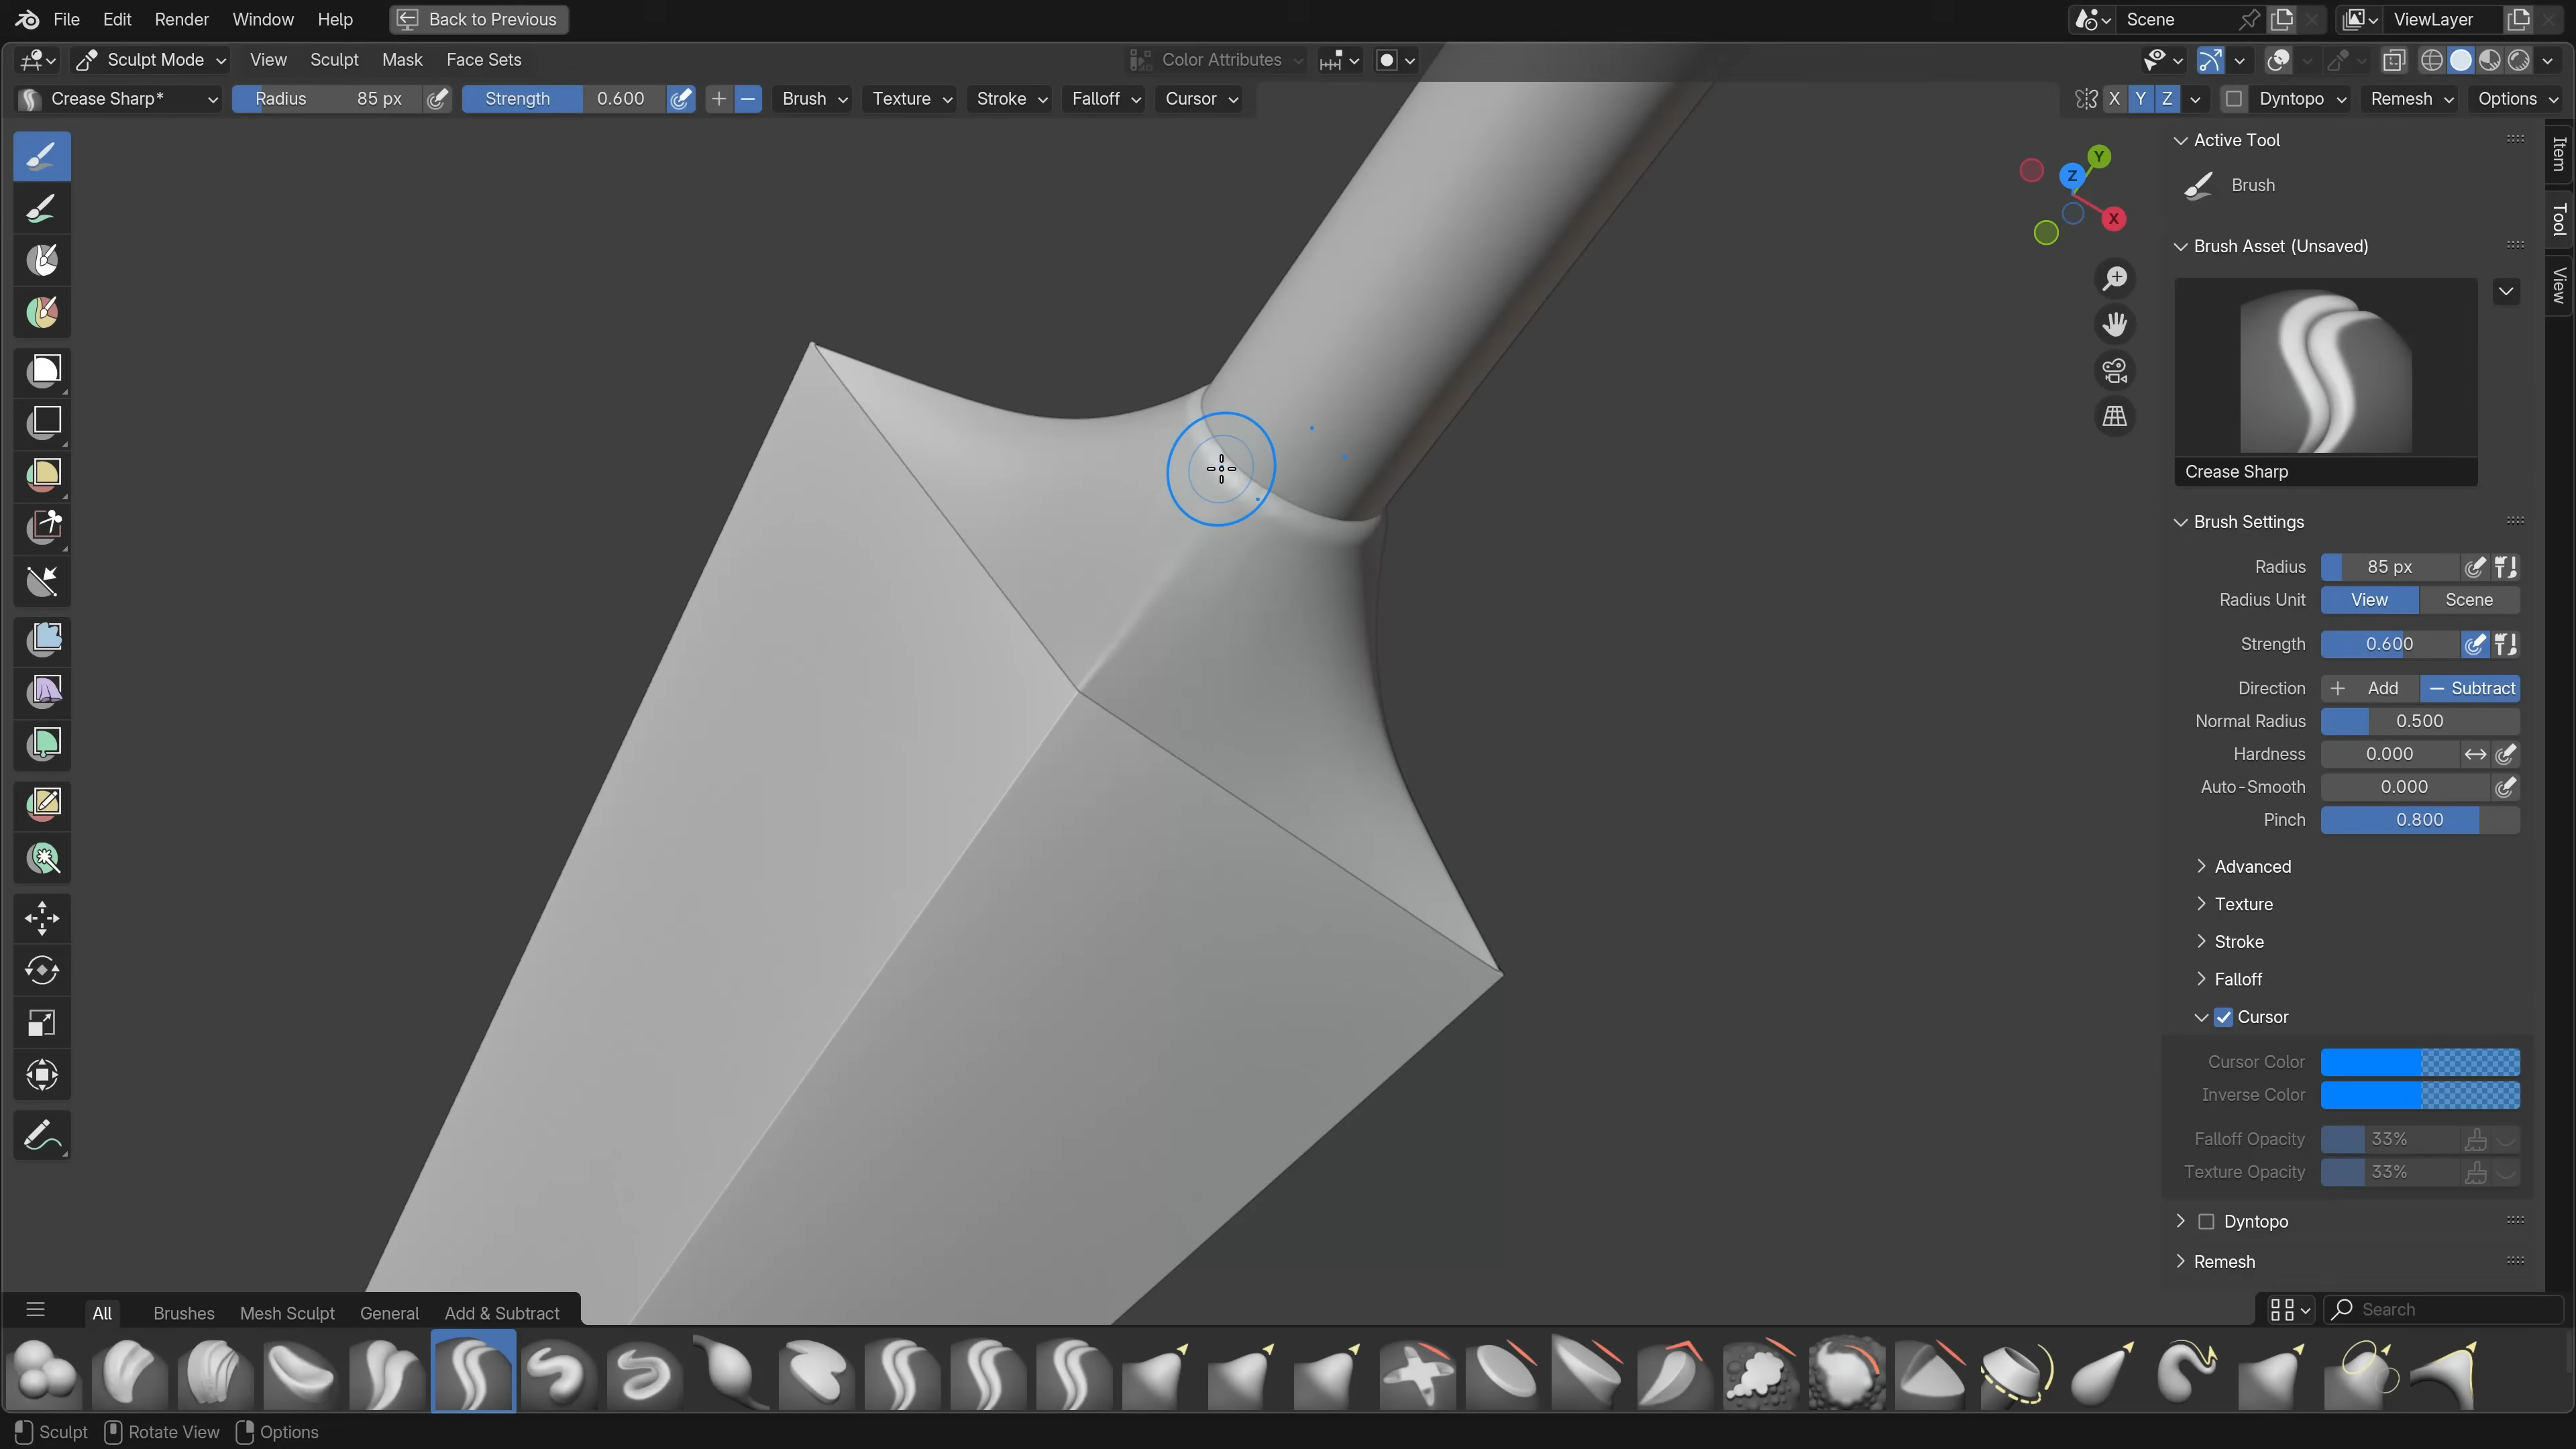 File Edit Render Window Help Back to Previous Scene ViewLayer
Sculpt Mode View Sculpt Mask Face Sets Color Attributes
Crease Sharp* Radius 85 px Strength 0.600 Brush Texture Stroke Falloff Cursor X Y Z Dyntopo Remesh Options
Active Tool
Item
Brush
Tool
Y
Z
X
Brush Asset (Unsaved)
View
Crease Sharp
Brush Settings
Radius 85 px
Radius Unit View Scene
Strength 0.600
Direction + Add − Subtract
Normal Radius 0.500
Hardness 0.000
Auto-Smooth 0.000
Pinch 0.800
Advanced
Texture
Stroke
Falloff
Cursor
Cursor Color
Inverse Color
Falloff Opacity 33%
Texture Opacity 33%
Dyntopo
Remesh
All Brushes Mesh Sculpt General Add & Subtract Search
Sculpt Rotate View Options